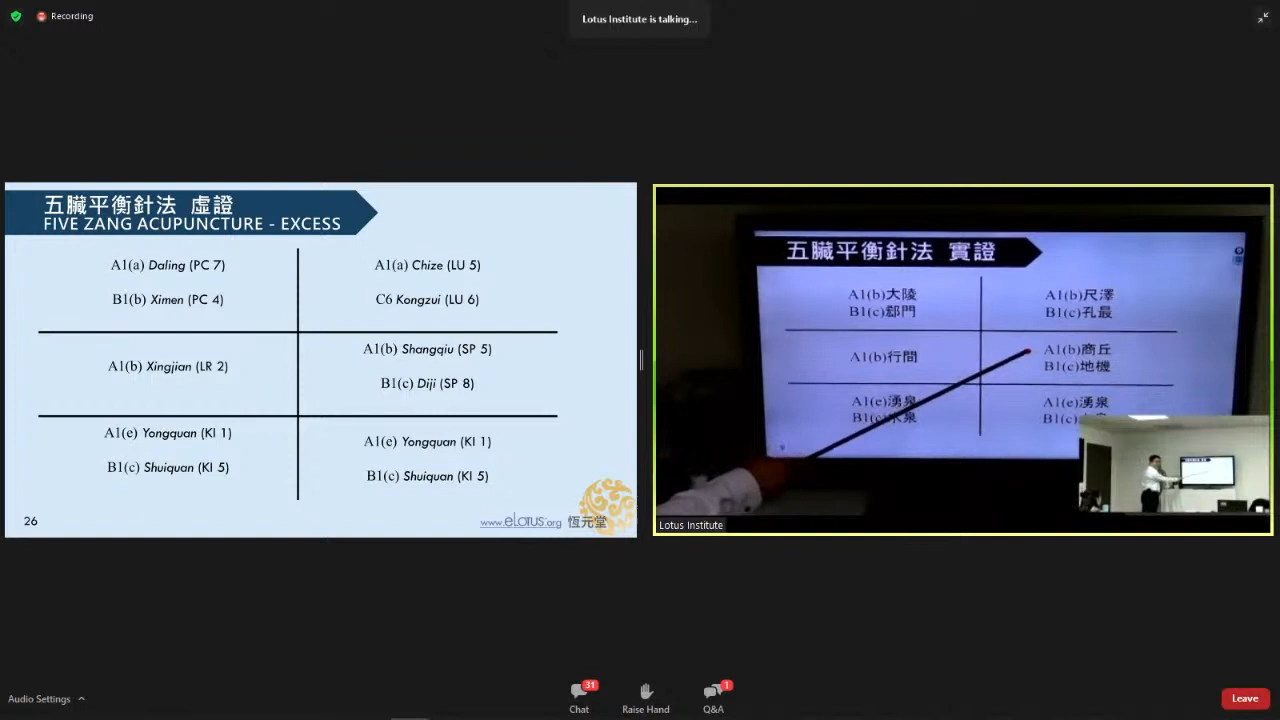 Recording
Lotus Institute is talking...
五臟平衡針法 虛證
FIVE ZANG ACUPUNCTURE - EXCESS
A1(a) Daling (PC 7)
B1(b) Ximen (PC 4)
A1(a) Chize (LU 5)
C6 Kongzui (LU 6)
A1(b) Xingjian (LR 2)
A1(b) Shangqiu (SP 5)
B1(c) Diji (SP 8)
A1(e) Yongquan (KI 1)
B1(c) Shuiquan (KI 5)
A1(e) Yongquan (KI 1)
B1(c) Shuiquan (KI 5)
26
www.eLotus.org 恆元堂
五臟平衡針法 實證
A1(b)大陵
B1(c)郄門
A1(b)尺澤
B1(c)孔最
A1(b)行間
A1(b)商丘
B1(c)地機
A1(e)湧泉
A1(e)湧泉
Lotus Institute
Audio Settings
31
Chat
Raise Hand
1
Q&A
Leave